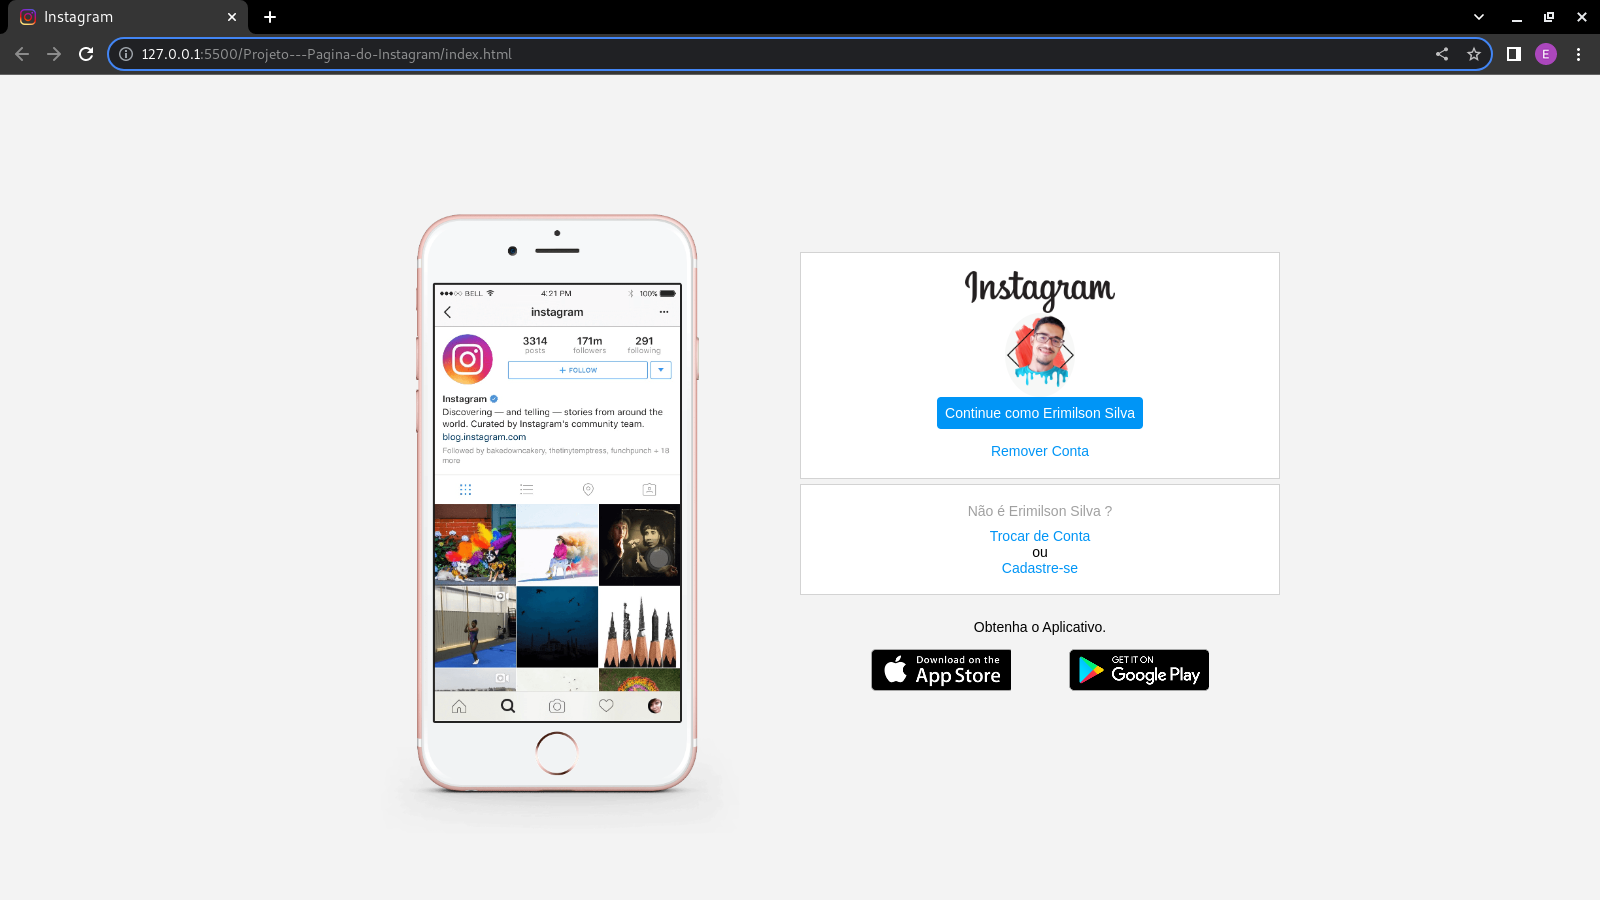 Instagram
127.0.0.1:5500/Projeto---Pagina-do-Instagram/index.html
E
BELL 4:21 PM 100%
instagram
3314 171m 291
posts followers following
+ FOLLOW
Instagram
Discovering — and telling — stories from around the
world. Curated by Instagram's community team.
blog.instagram.com
Followed by bakedowncakery, thetinytemptress, funchpunch + 18
more
Instagram
Continue como Erimilson Silva
Remover Conta
Não é Erimilson Silva ?
Trocar de Conta
ou
Cadastre-se
Obtenha o Aplicativo.
Download on the
App Store
GET IT ON
Google Play